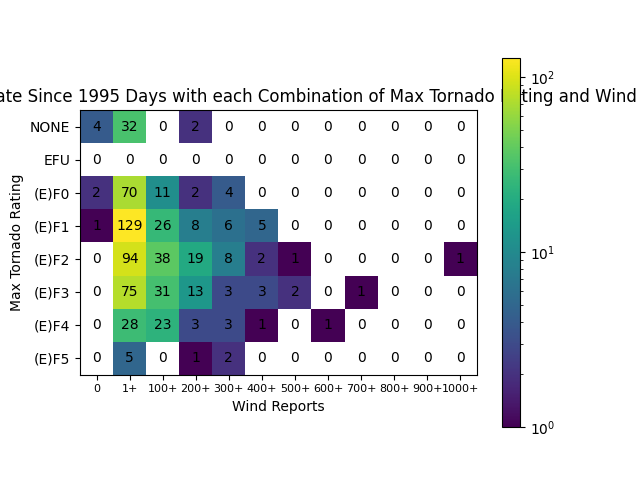 ate Since 1995 Days with each Combination of Max Tornado Rating and Wind
NONE 4 32 0 2 0 0 0 0 0 0 0 0
EFU 0 0 0 0 0 0 0 0 0 0 0 0
(E)F0 2 70 11 2 4 0 0 0 0 0 0 0
(E)F1 1 129 26 8 6 5 0 0 0 0 0 0
(E)F2 0 94 38 19 8 2 1 0 0 0 0 1
(E)F3 0 75 31 13 3 3 2 0 1 0 0 0
(E)F4 0 28 23 3 3 1 0 1 0 0 0 0
(E)F5 0 5 0 1 2 0 0 0 0 0 0 0
0 1+ 100+ 200+ 300+ 400+ 500+ 600+ 700+ 800+ 900+ 1000+
Wind Reports
Max Tornado Rating
10²
10¹
10⁰